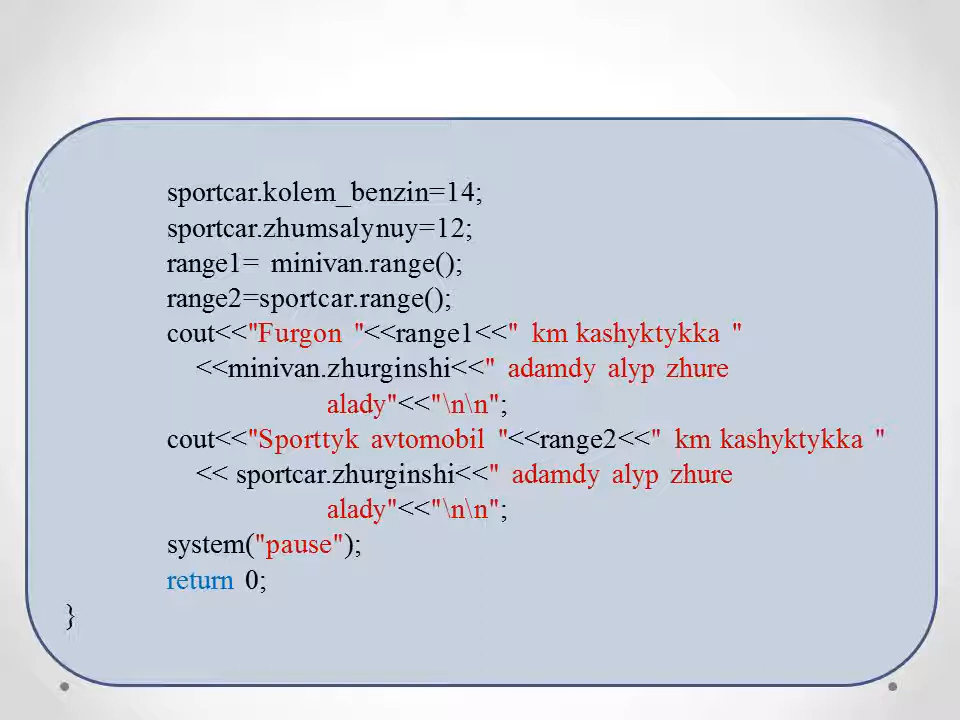 sportcar.kolem_benzin=14;
sportcar.zhumsalynuy=12;
range1= minivan.range();
range2=sportcar.range();
cout<<"Furgon "<<range1<<" km kashyktykka "
<<minivan.zhurginshi<<" adamdy alyp zhure
alady"<<"\n\n";
cout<<"Sporttyk avtomobil "<<range2<<" km kashyktykka "
<< sportcar.zhurginshi<<" adamdy alyp zhure
alady"<<"\n\n";
system("pause");
return 0;
}